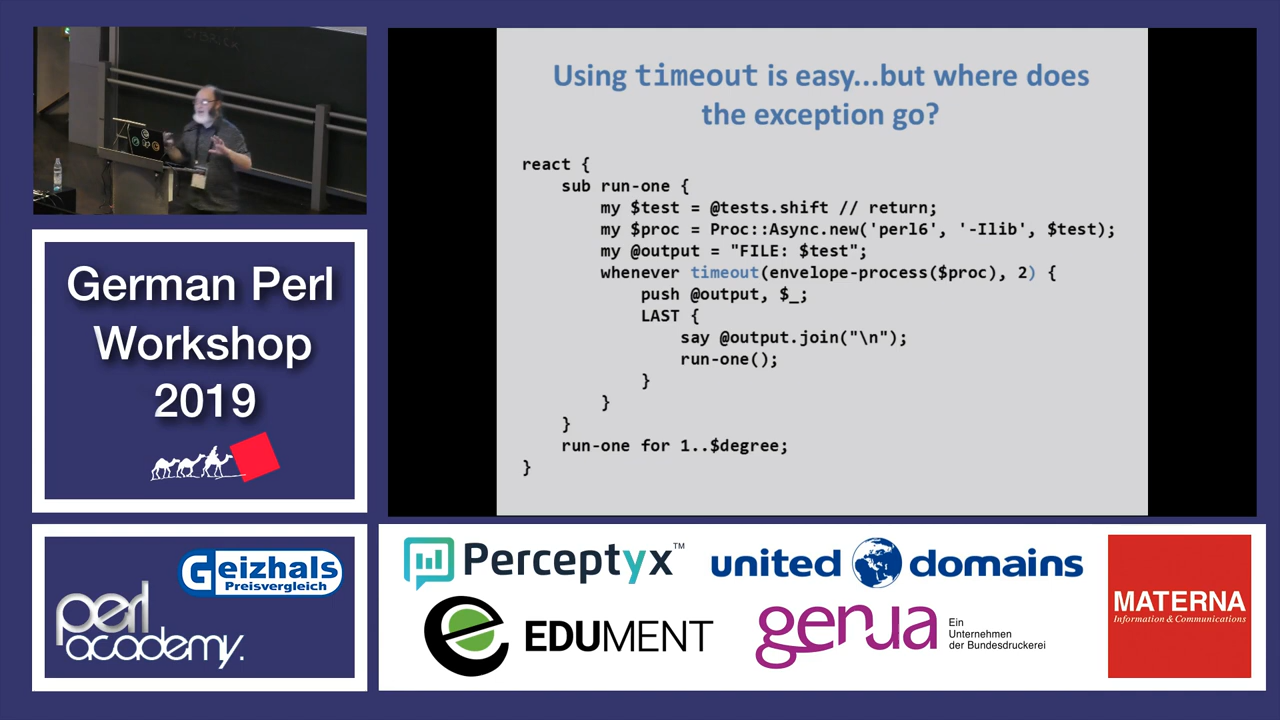 Using timeout is easy...but where does
the exception go?
react {
    sub run-one {
        my $test = @tests.shift // return;
        my $proc = Proc::Async.new('perl6', '-Ilib', $test);
        my @output = "FILE: $test";
        whenever timeout(envelope-process($proc), 2) {
            push @output, $_;
            LAST {
                say @output.join("\n");
                run-one();
            }
        }
    }
    run-one for 1..$degree;
}
German Perl
Workshop
2019
Geizhals
Preisvergleich
perl
academy.
Perceptyx™
united domains
EDUMENT
genua
Ein
Unternehmen
der Bundesdruckerei
MATERNA
Information & Communications